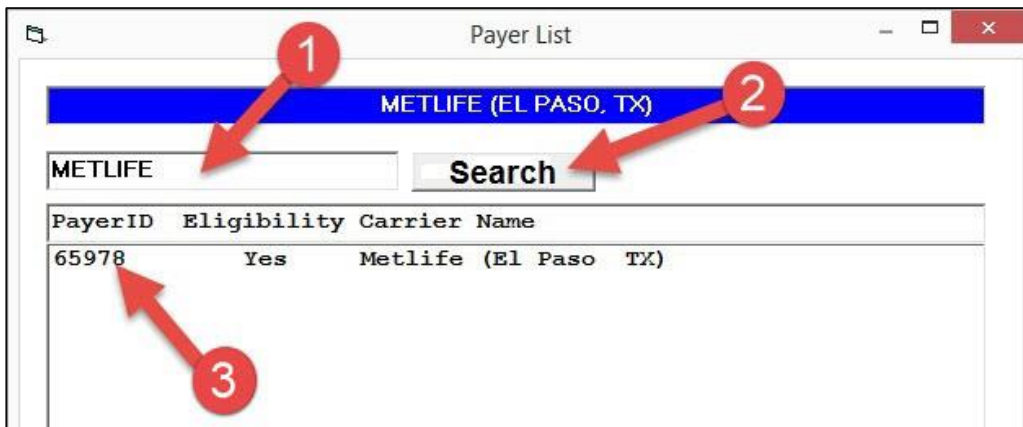 Payer List
1
METLIFE (EL PASO, TX)
2
METLIFE
Search
PayerID Eligibility Carrier Name
65978 Yes Metlife (El Paso TX)
3